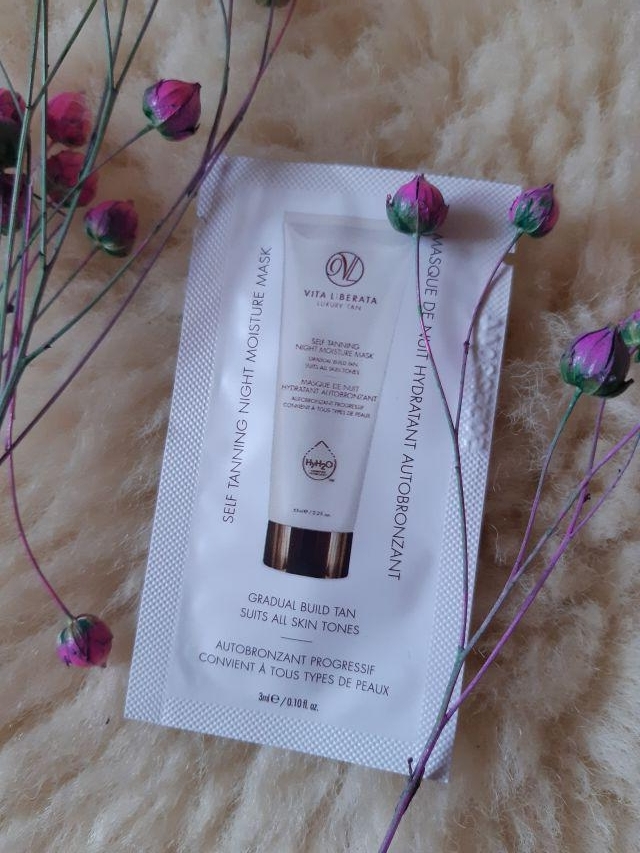 SELF TANNING NIGHT MOISTURE MASK
VITA LIBERATA
LUXURY TAN
SELF TANNING
NIGHT MOISTURE MASK
GRADUAL BUILD TAN
SUITS ALL SKIN TONES
MASQUE DE NUIT
HYDRATANT AUTOBRONZANT
AUTOBRONZANT PROGRESSIF
CONVIENT À TOUS TYPES DE PEAUX
HyH2O
MASQUE DE NUIT HYDRATANT AUTOBRONZANT
GRADUAL BUILD TAN
SUITS ALL SKIN TONES
AUTOBRONZANT PROGRESSIF
CONVIENT À TOUS TYPES DE PEAUX
3ml ℮ / 0.10 fl. oz.